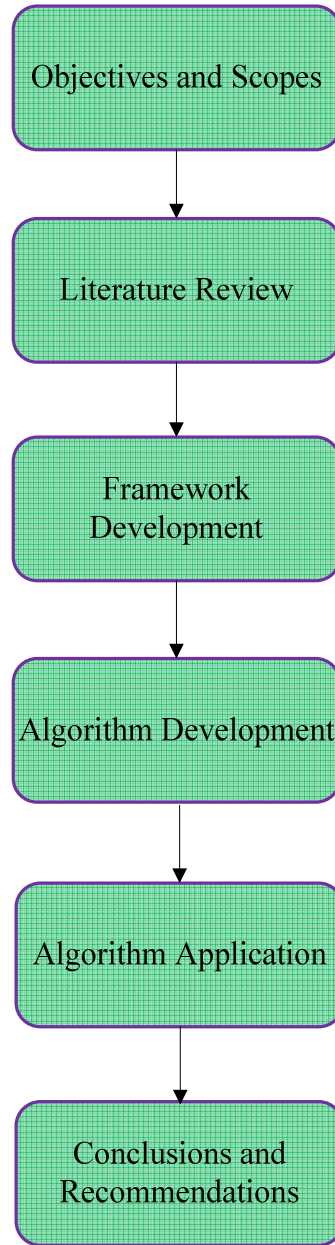 Objectives and Scopes
Literature Review
Framework
Development
Algorithm Development
Algorithm Application
Conclusions and
Recommendations